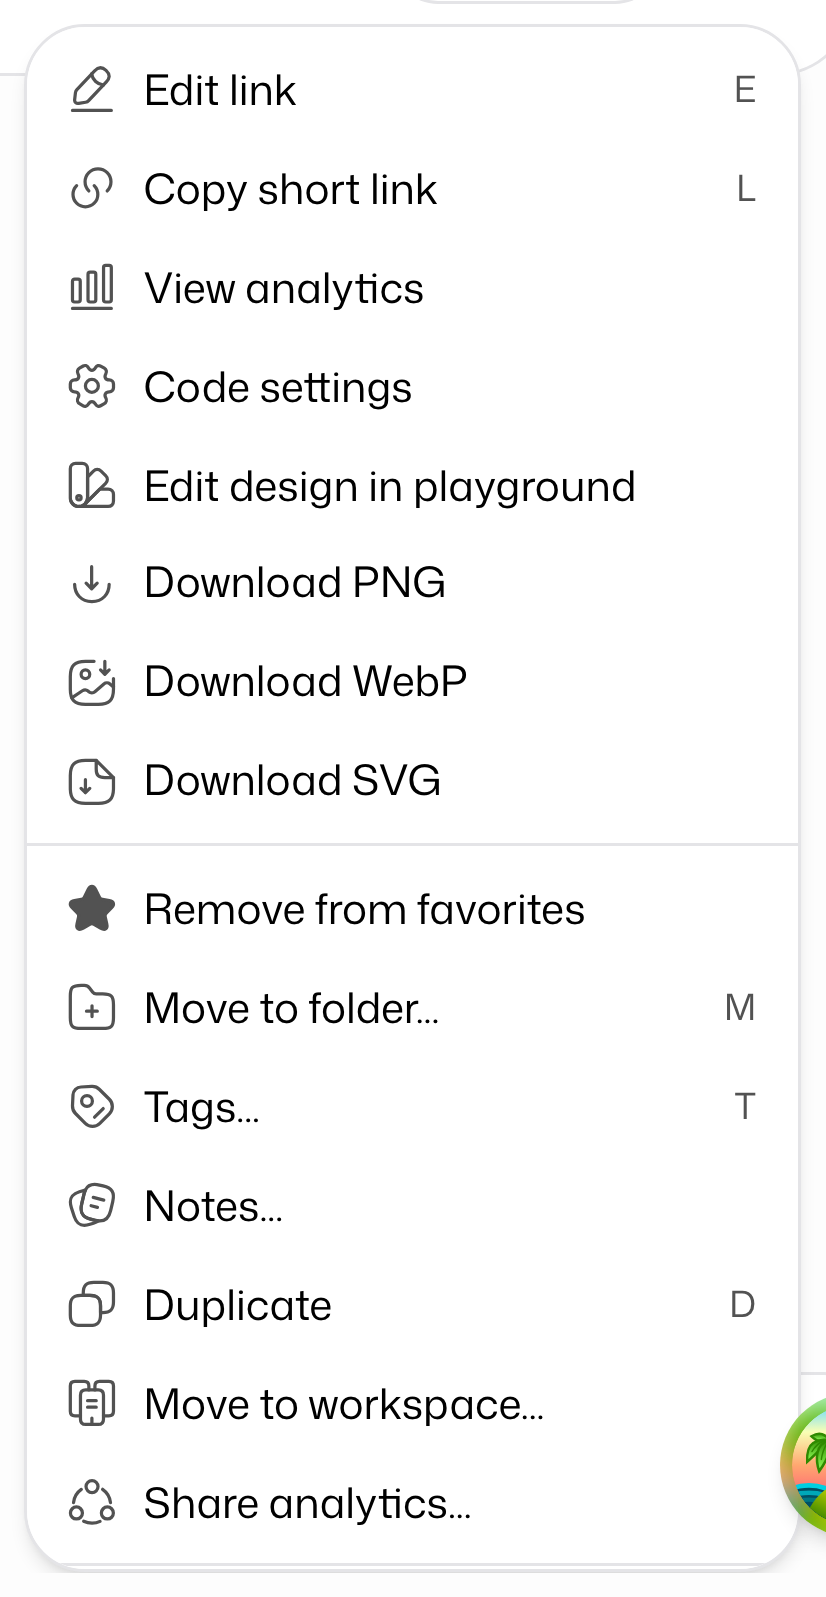 Edit link E
Copy short link L
View analytics
Code settings
Edit design in playground
Download PNG
Download WebP
Download SVG
Remove from favorites
Move to folder... M
Tags... T
Notes...
Duplicate D
Move to workspace...
Share analytics...